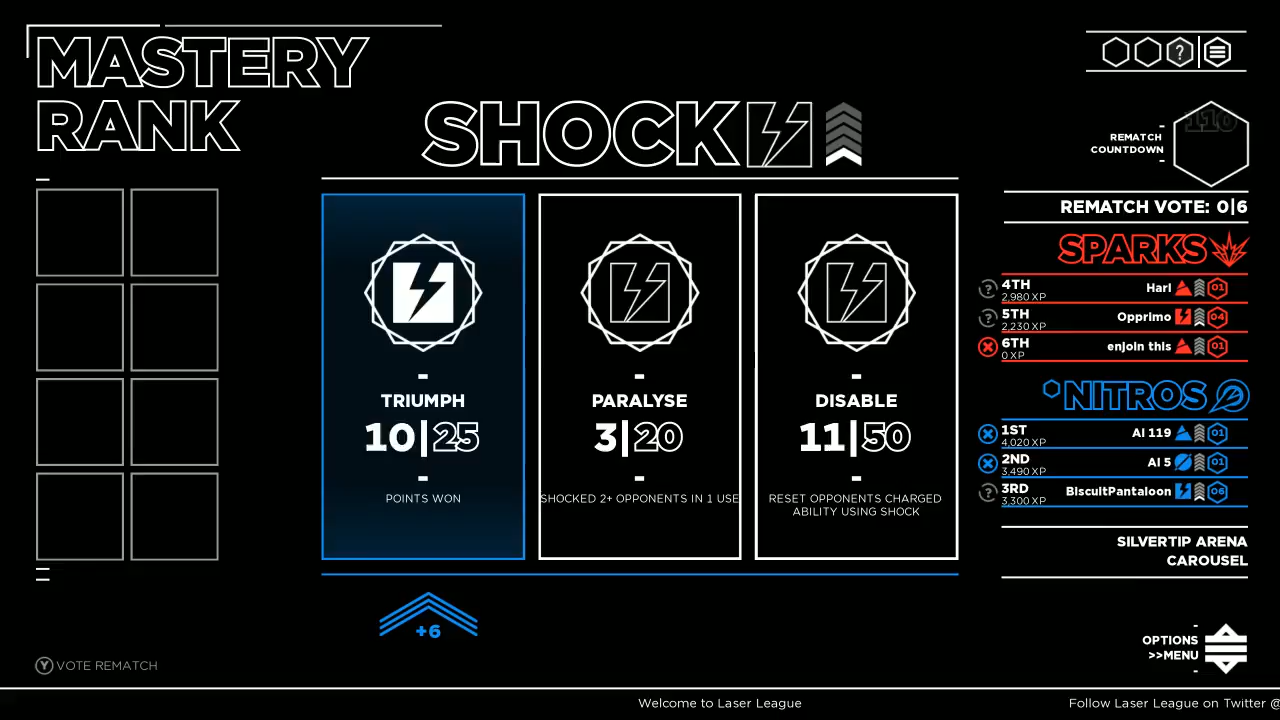 MASTERY
RANK
SHOCK
?
REMATCH
COUNTDOWN
110
REMATCH VOTE: 0|6
SPARKS
? 4TH Harl 01
2,980 XP
? 5TH Opprimo 04
2,230 XP
6TH enjoin this 01
0 XP
NITROS
1ST AI 119 01
4,020 XP
2ND AI 5 01
3,490 XP
? 3RD BiscuitPantaloon 06
3,300 XP
SILVERTIP ARENA
CAROUSEL
TRIUMPH
10|25
POINTS WON
PARALYSE
3|20
SHOCKED 2+ OPPONENTS IN 1 USE
DISABLE
11|50
RESET OPPONENTS CHARGED
ABILITY USING SHOCK
+6
OPTIONS
>>MENU
Y VOTE REMATCH
Welcome to Laser League
Follow Laser League on Twitter @